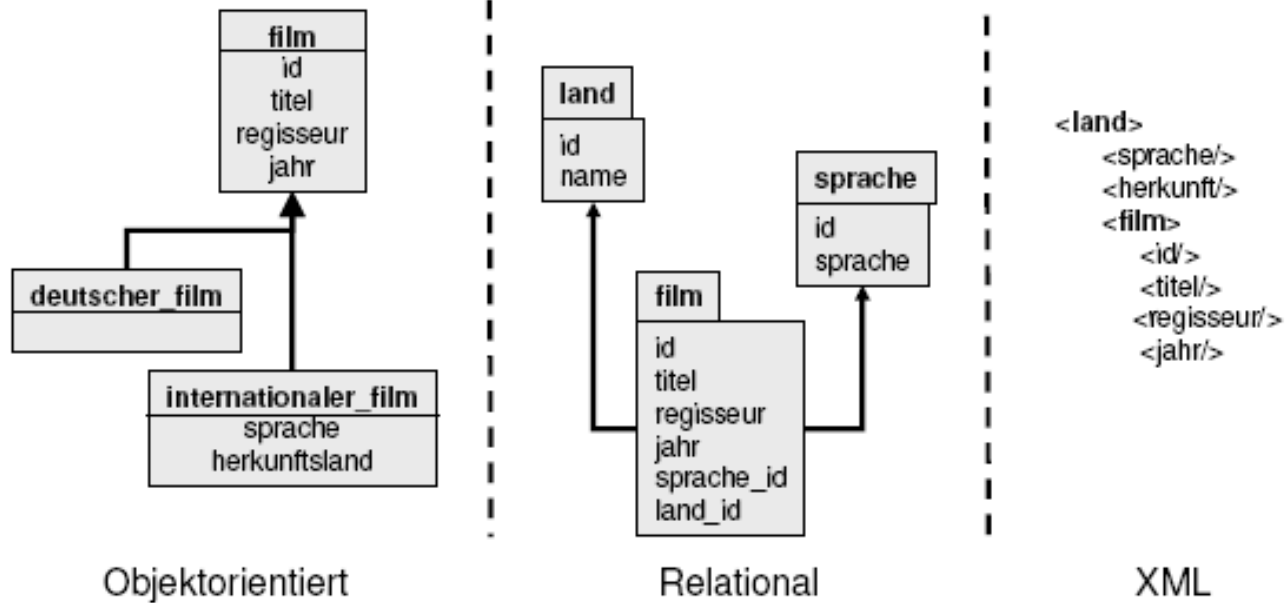 film
id
titel
regisseur
jahr
deutscher_film
internationaler_film
sprache
herkunftsland
Objektorientiert
land
id
name
sprache
id
sprache
film
id
titel
regisseur
jahr
sprache_id
land_id
Relational
<land>
<sprache/>
<herkunft/>
<film>
<id/>
<titel/>
<regisseur/>
<jahr/>
XML